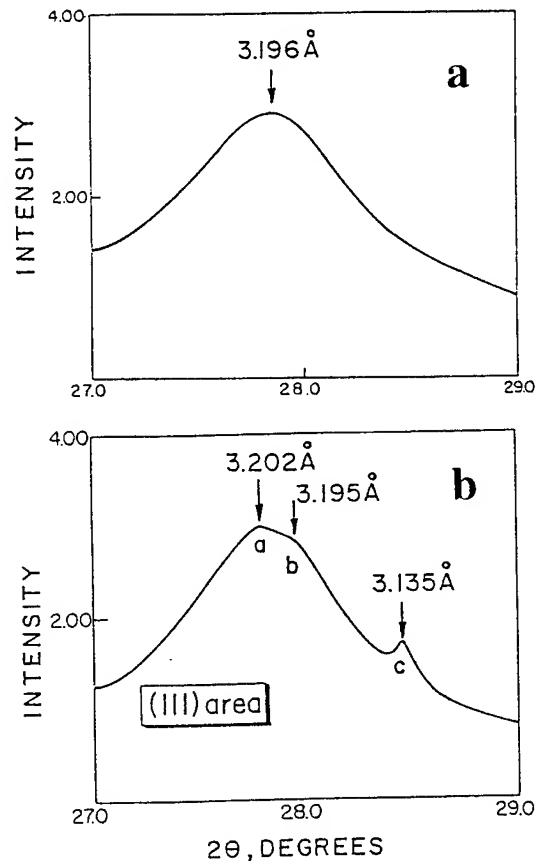 4.00
3.196Å
a
INTENSITY
2.00
27.0
28.0
29.0
4.00
3.202Å
3.195Å
b
a
b
3.135Å
INTENSITY
2.00
c
(111) area
27.0
28.0
29.0
2θ, DEGREES